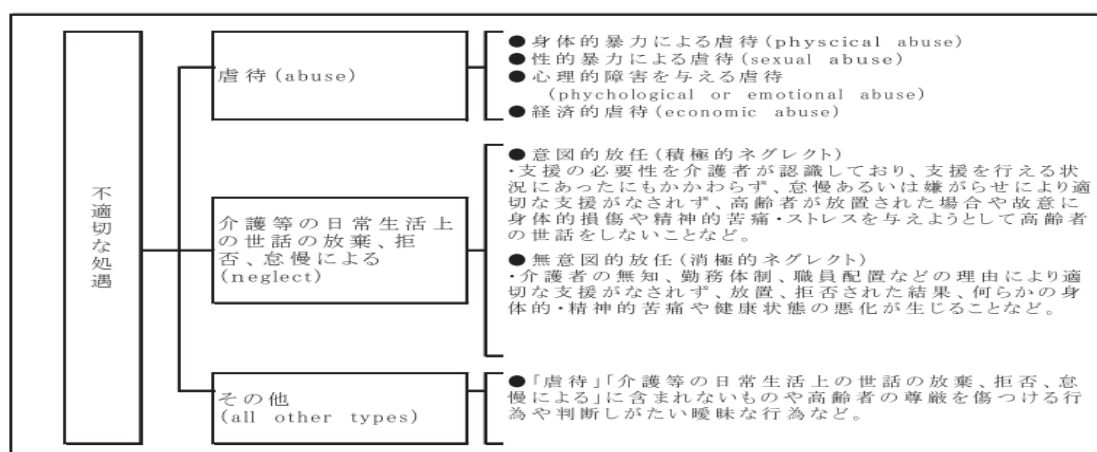 不適切な処遇
虐待(abuse)
●身体的暴力による虐待(physcical abuse)
●性的暴力による虐待(sexual abuse)
●心理的障害を与える虐待
(phychological or emotional abuse)
●経済的虐待(economic abuse)
介護等の日常生活上
の世話の放棄、拒
否、怠慢による
(neglect)
●意図的放任(積極的ネグレクト)
・支援の必要性を介護者が認識しており、支援を行える状
況にあったにもかかわらず、怠慢あるいは嫌がらせにより適
切な支援がなされず、高齢者が放置された場合や故意に
身体的損傷や精神的苦痛・ストレスを与えようとして高齢者
の世話をしないことなど。
●無意図的放任(消極的ネグレクト)
・介護者の無知、勤務体制、職員配置などの理由により適
切な支援がなされず、放置、拒否された結果、何らかの身
体的・精神的苦痛や健康状態の悪化が生じることなど。
その他
(all other types)
●「虐待」「介護等の日常生活上の世話の放棄、拒否、怠
慢による」に含まれないものや高齢者の尊厳を傷つける行
為や判断しがたい曖昧な行為など。